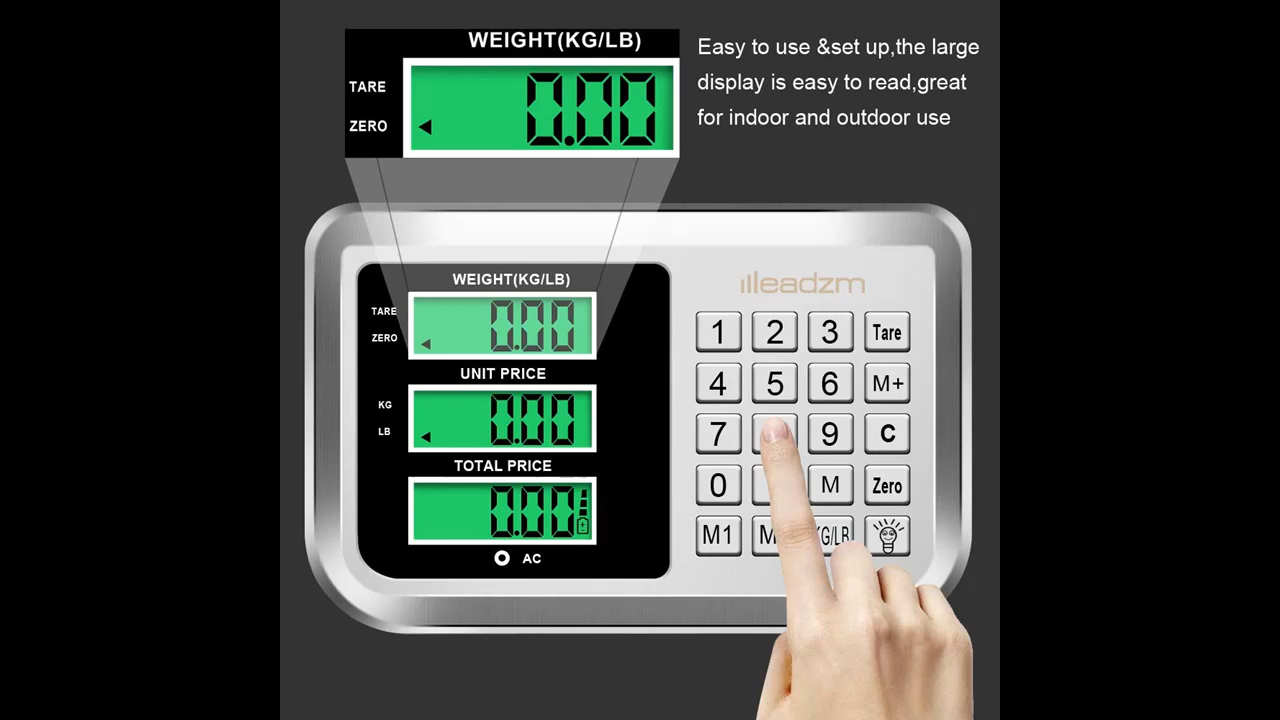 WEIGHT(KG/LB)
TARE
ZERO
0.00
Easy to use &set up,the large
display is easy to read,great
for indoor and outdoor use
WEIGHT(KG/LB)
TARE
ZERO
0.00
UNIT PRICE
KG
LB
0.00
TOTAL PRICE
0.00
AC
leadzm
1 2 3 Tare
4 5 6 M+
7 9 C
0 M Zero
M1 KG/LB